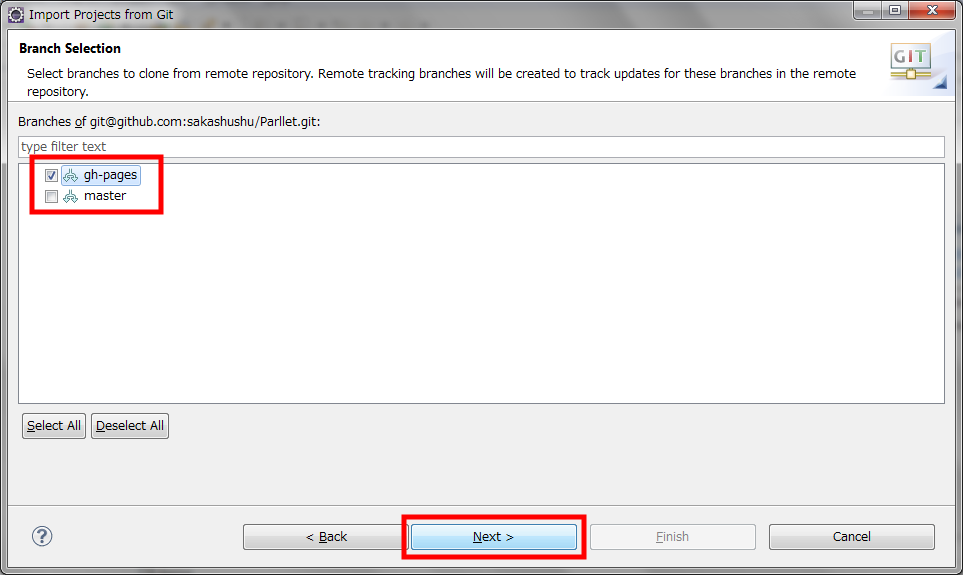 Import Projects from Git
Branch Selection
Select branches to clone from remote repository. Remote tracking branches will be created to track updates for these branches in the remote
repository.
GIT
Branches of git@github.com:sakashushu/Parllet.git:
type filter text
gh-pages
master
Select All Deselect All
? < Back Next > Finish Cancel